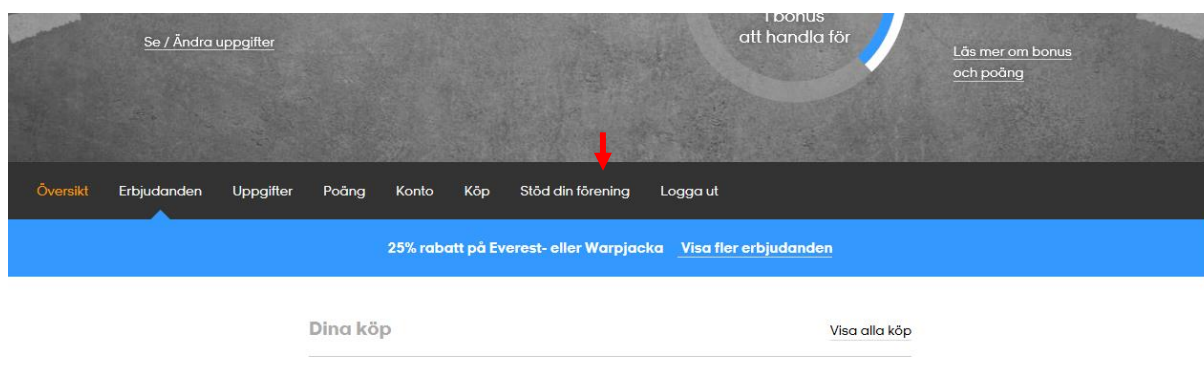 i bonus
att handla för
Se / Ändra uppgifter
Läs mer om bonus
och poäng
Översikt Erbjudanden Uppgifter Poäng Konto Köp Stöd din förening Logga ut
25% rabatt på Everest- eller Warpjacka Visa fler erbjudanden
Dina köp Visa alla köp